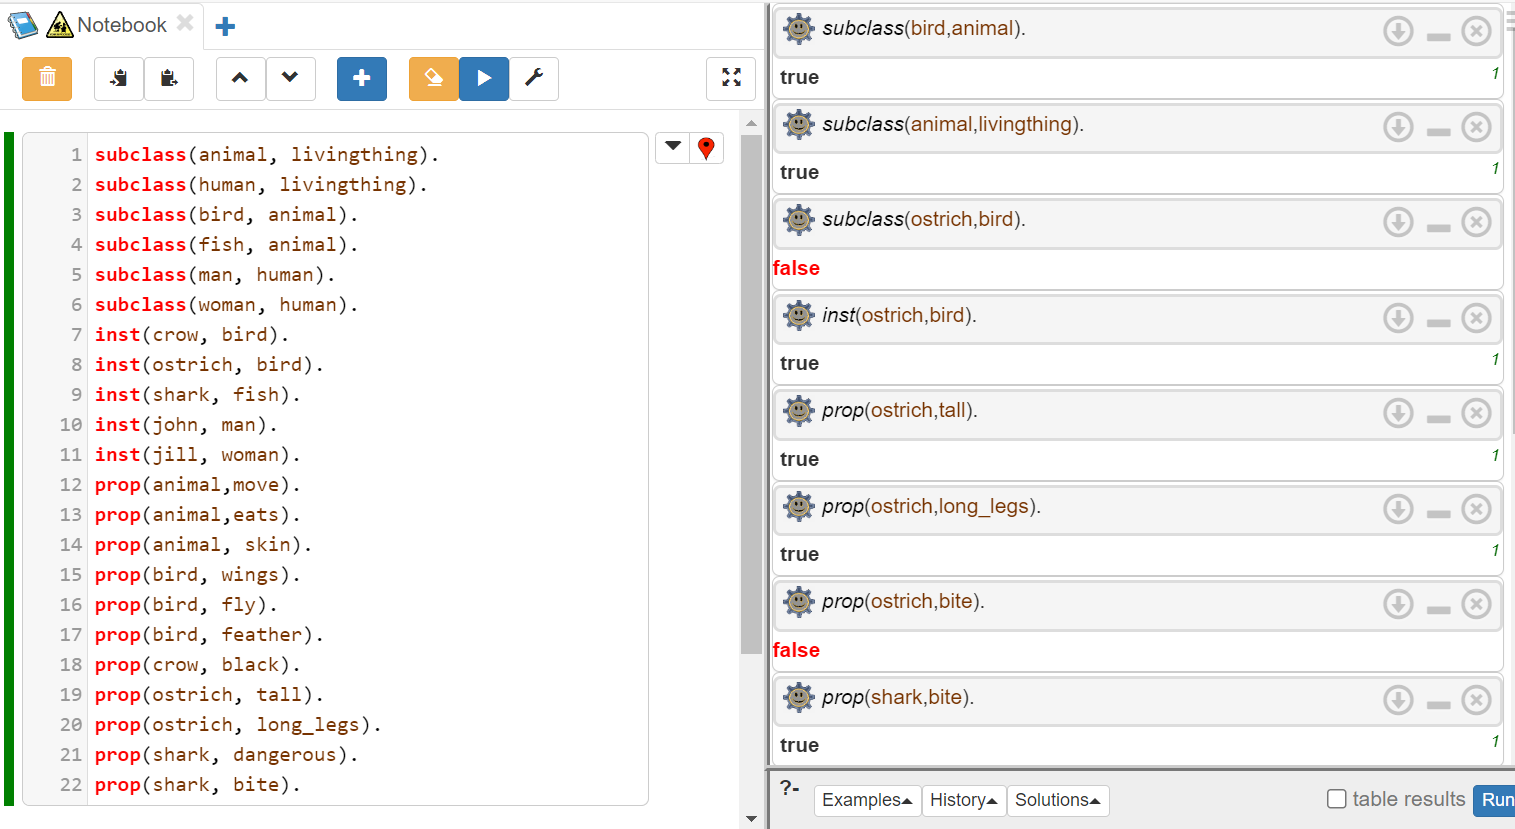 Notebook
1 subclass(animal, livingthing).
2 subclass(human, livingthing).
3 subclass(bird, animal).
4 subclass(fish, animal).
5 subclass(man, human).
6 subclass(woman, human).
7 inst(crow, bird).
8 inst(ostrich, bird).
9 inst(shark, fish).
10 inst(john, man).
11 inst(jill, woman).
12 prop(animal,move).
13 prop(animal,eats).
14 prop(animal, skin).
15 prop(bird, wings).
16 prop(bird, fly).
17 prop(bird, feather).
18 prop(crow, black).
19 prop(ostrich, tall).
20 prop(ostrich, long_legs).
21 prop(shark, dangerous).
22 prop(shark, bite).
subclass(bird,animal).
true 1
subclass(animal,livingthing).
true 1
subclass(ostrich,bird).
false
inst(ostrich,bird).
true 1
prop(ostrich,tall).
true 1
prop(ostrich,long_legs).
true 1
prop(ostrich,bite).
false
prop(shark,bite).
true 1
?-
Examples History Solutions table results Run